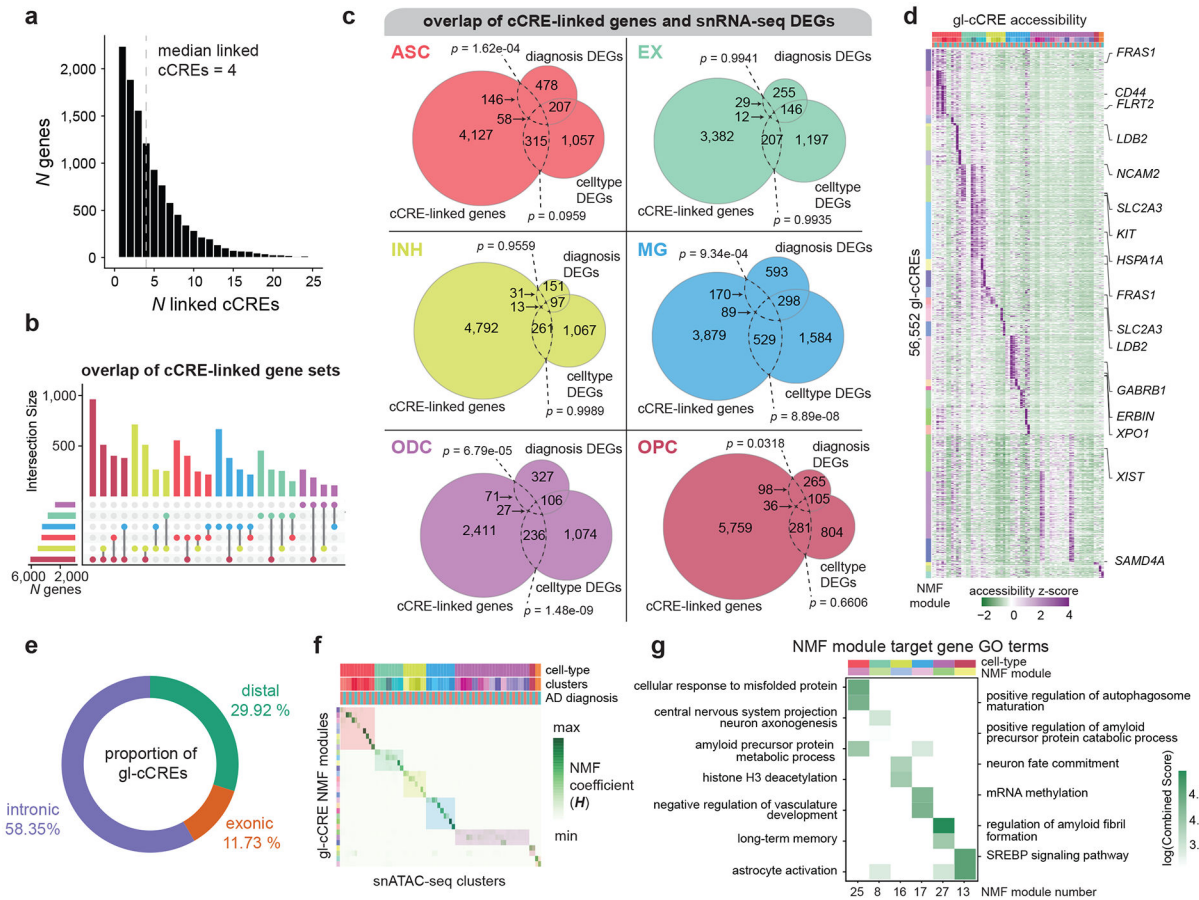 a
median linked
cCREs = 4
2,000
1,500
1,000
500
0
N genes
0 5 10 15 20 25
N linked cCREs
b
overlap of cCRE-linked gene sets
Intersection Size
1,000
500
6,000 2,000
N genes
c
overlap of cCRE-linked genes and snRNA-seq DEGs
ASC
p = 1.62e-04
diagnosis DEGs
478
146
207
58
4,127
315
1,057
celltype
DEGs
cCRE-linked genes
p = 0.0959
EX
p = 0.9941
diagnosis DEGs
255
29
146
12
3,382
207
1,197
celltype
DEGs
cCRE-linked genes
p = 0.9935
INH
p = 0.9559
diagnosis
DEGs
151
31
97
13
4,792
261
1,067
celltype
DEGs
cCRE-linked genes
p = 0.9989
MG
p = 9.34e-04
diagnosis DEGs
593
170
298
89
3,879
529
1,584
celltype DEGs
cCRE-linked genes
p = 8.89e-08
ODC
p = 6.79e-05
diagnosis DEGs
327
71
106
27
2,411
236
1,074
celltype DEGs
cCRE-linked genes
p = 1.48e-09
OPC
p = 0.0318
diagnosis
DEGs
265
98
105
36
5,759
281
804
celltype
DEGs
cCRE-linked genes
p = 0.6606
d
gl-cCRE accessibility
56,552 gl-cCREs
FRAS1
CD44
FLRT2
LDB2
NCAM2
SLC2A3
KIT
HSPA1A
FRAS1
SLC2A3
LDB2
GABRB1
ERBIN
XPO1
XIST
SAMD4A
NMF
module
accessibility z-score
−2 0 2 4
e
distal
29.92 %
proportion of
gl-cCREs
intronic
58.35%
exonic
11.73 %
f
cell-type
clusters
AD diagnosis
gl-cCRE NMF modules
max
NMF
coefficient
(H)
min
snATAC-seq clusters
g
NMF module target gene GO terms
cell-type
NMF module
cellular response to misfolded protein
positive regulation of autophagosome
maturation
central nervous system projection
neuron axonogenesis
positive regulation of amyloid
precursor protein catabolic process
amyloid precursor protein
metabolic process
neuron fate commitment
histone H3 deacetylation
mRNA methylation
negative regulation of vasculature
development
regulation of amyloid fibril
formation
long-term memory
SREBP signaling pathway
astrocyte activation
25 8 16 17 27 13 NMF module number
log(Combined Score)
4.
4.
3.